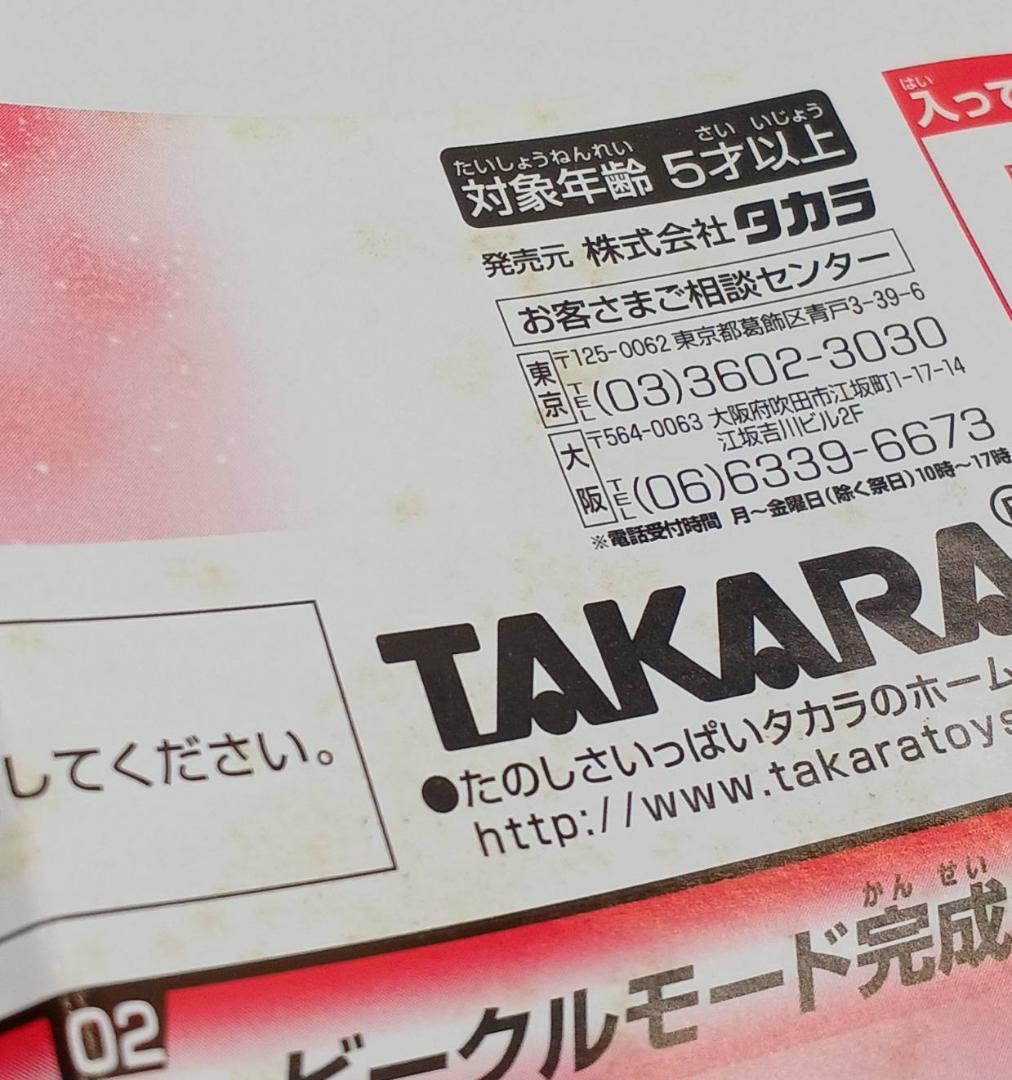 はい
入って
たいしょうねんれい さい いじょう
対象年齢 5才以上
発売元 株式会社 タカラ
お客さまご相談センター
東京 〒125-0062 東京都葛飾区青戸3-39-6
TEL (03)3602-3030
大阪 〒564-0063 大阪府吹田市江坂町1-17-14
江坂吉川ビル2F
TEL (06)6339-6673
※電話受付時間 月〜金曜日(除く祭日)10時〜17時
TAKARA®
してください。
●たのしさいっぱいタカラのホーム
http://www.takaratoys
かん せい
02 ビークルモード完成